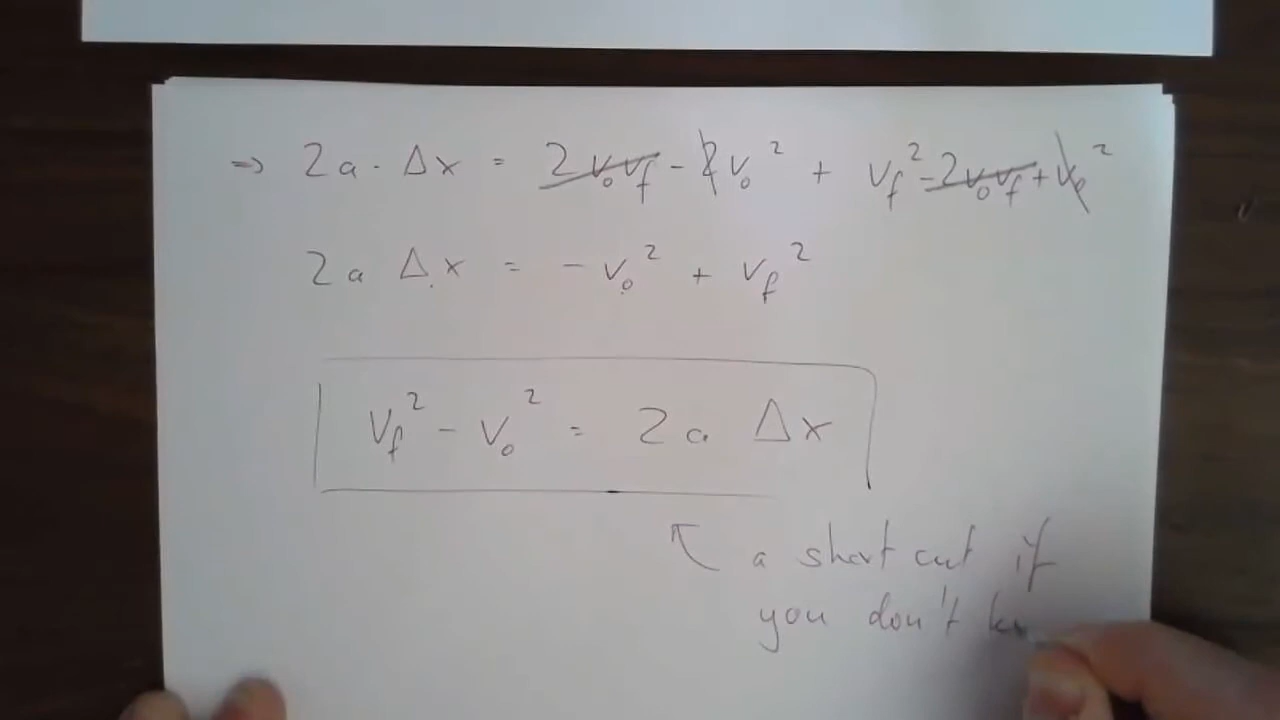 ⇒ 2a · Δx = 2v₀v_f - 2v₀² + v_f² - 2v₀v_f + v₀²
2a Δx = -v₀² + v_f²
v_f² - v₀² = 2a Δx
a short cut if
you don't